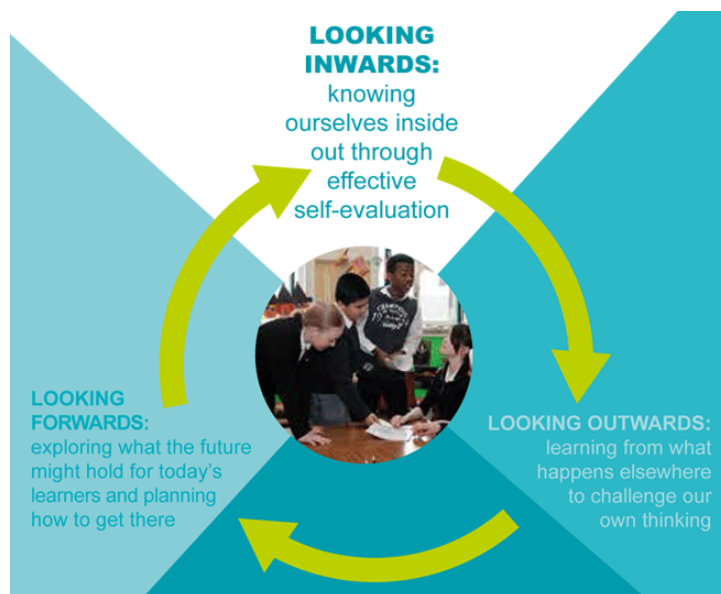 LOOKING
INWARDS:
knowing
ourselves inside
out through
effective
self-evaluation
LOOKING OUTWARDS:
learning from what
happens elsewhere
to challenge our
own thinking
LOOKING
FORWARDS:
exploring what the future
might hold for today's
learners and planning
how to get there